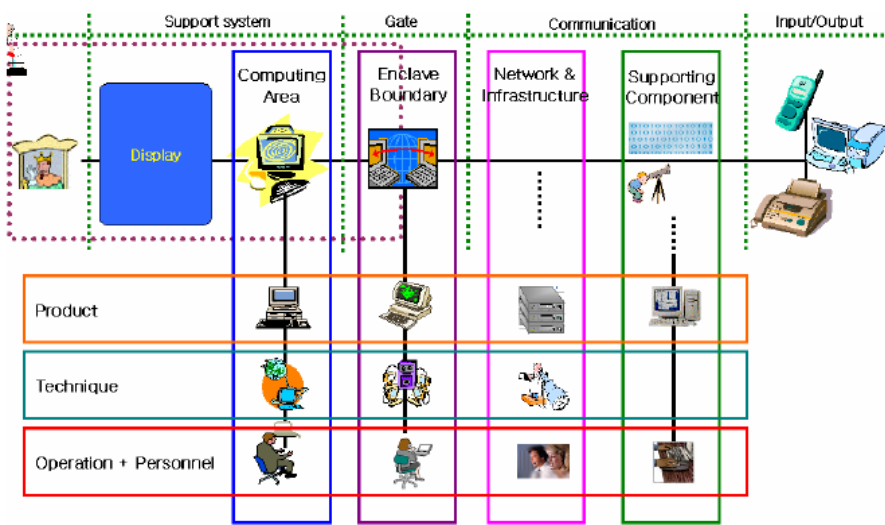 Support system
Gate
Communication
Input/Output
Computing
Area
Enclave
Boundary
Network &
Infrastructure
Supporting
Component
Display
Product
Technique
Operation + Personnel